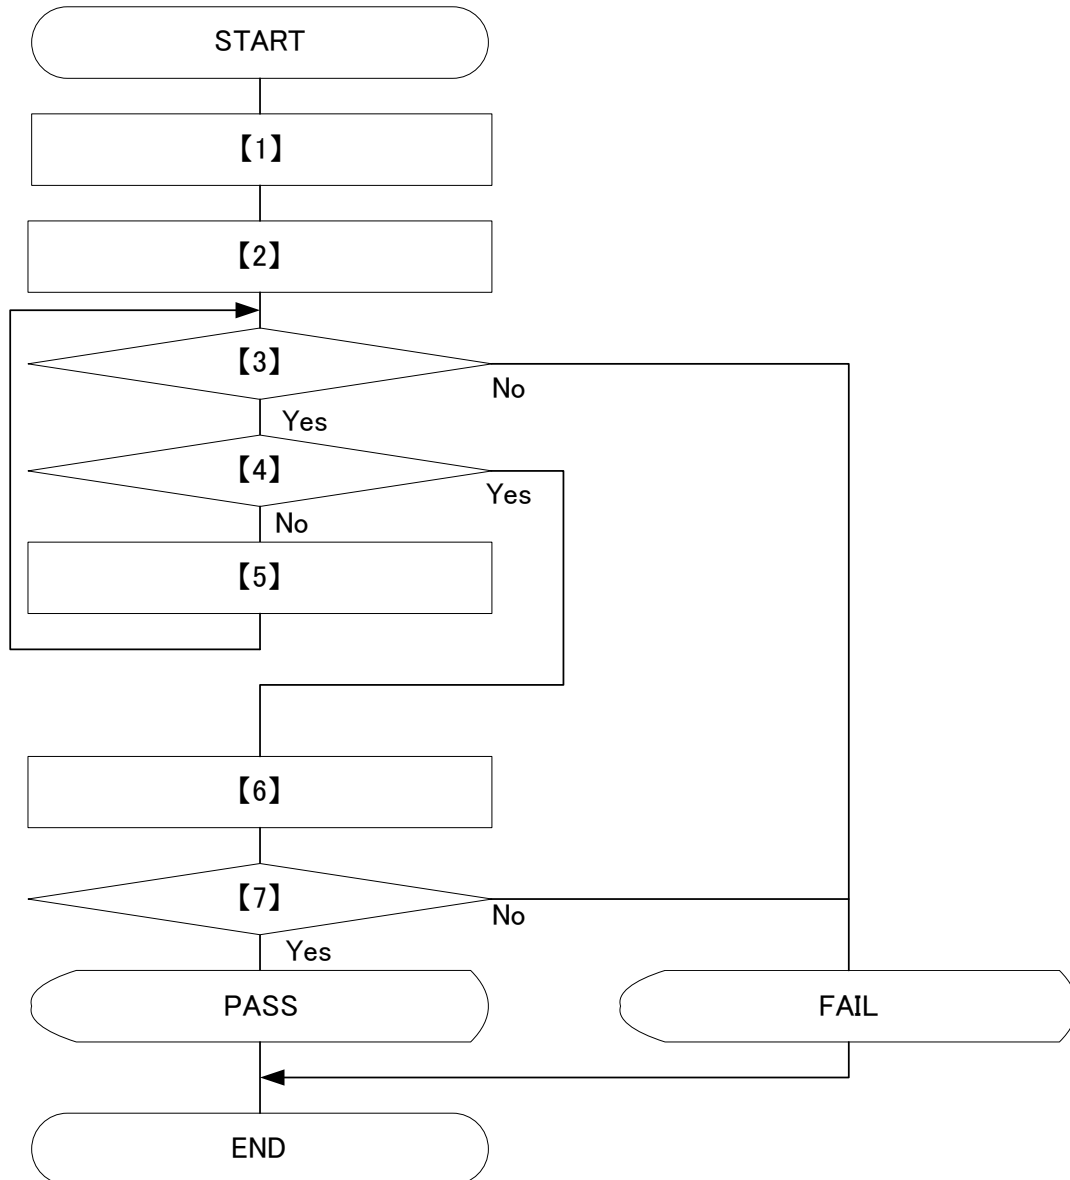 START
【1】
【2】
【3】
No
Yes
【4】
Yes
No
【5】
【6】
【7】
No
Yes
PASS
FAIL
END